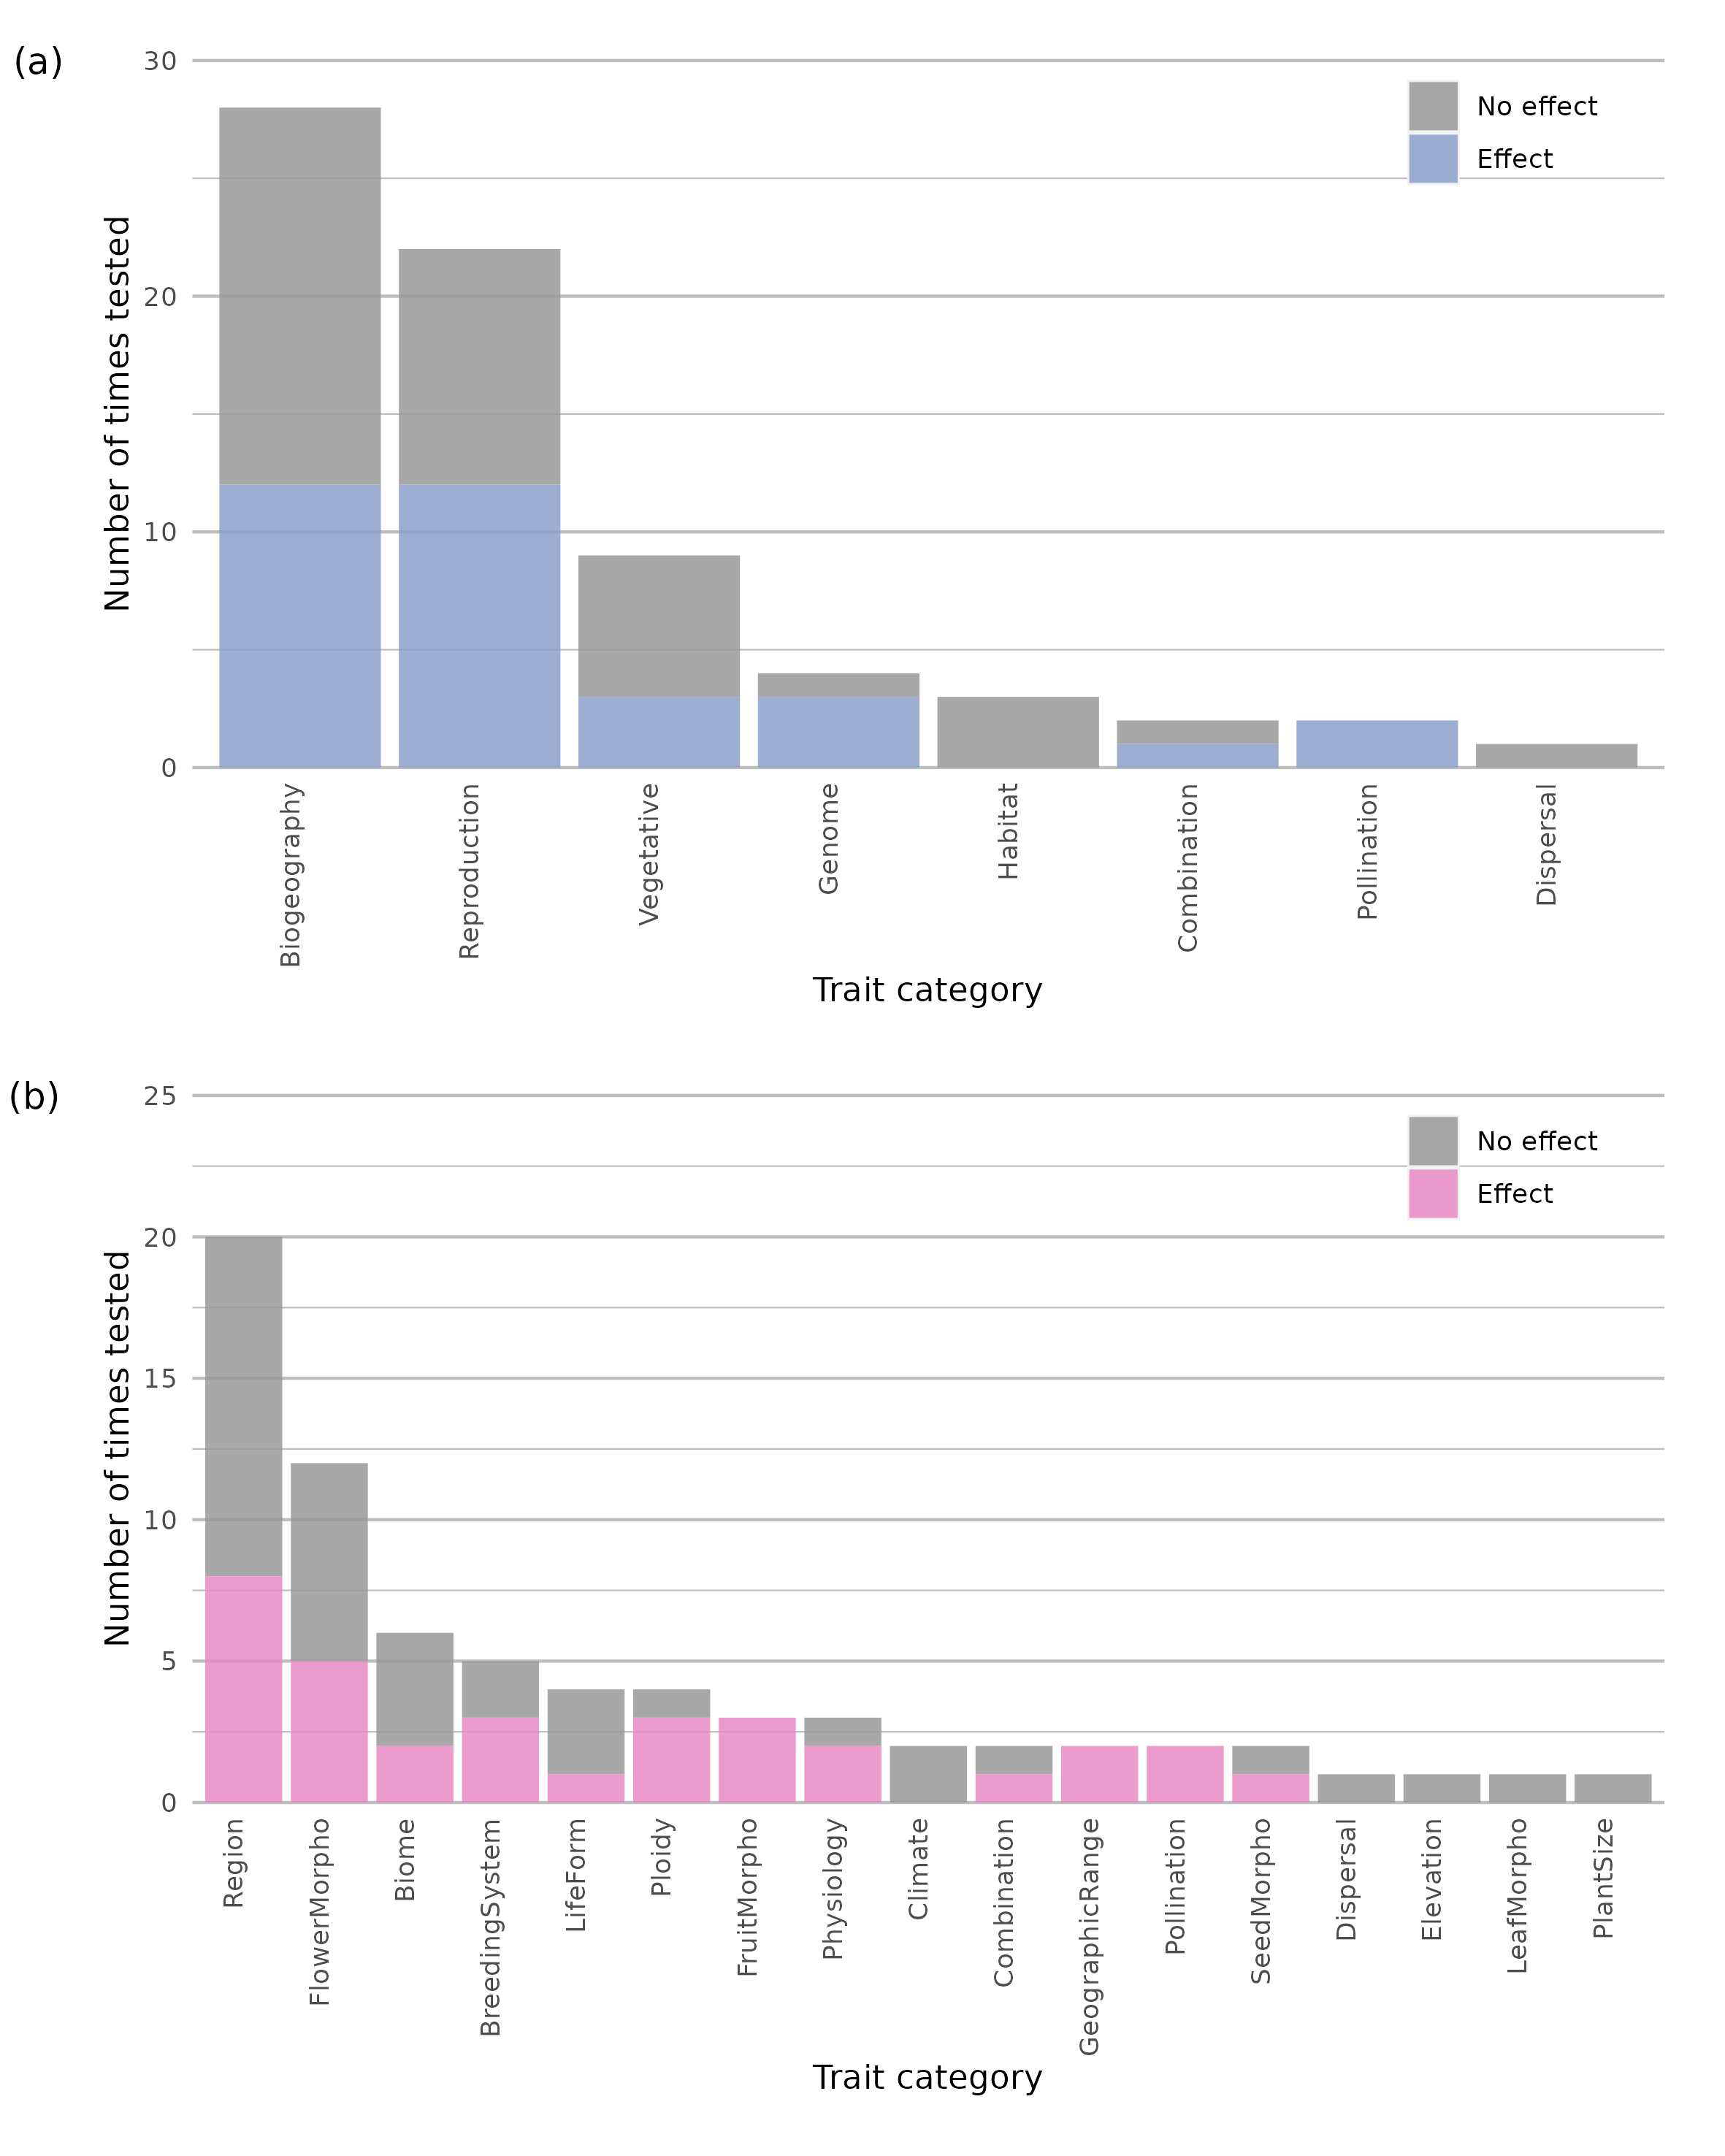 (a)
30
20
10
0
Number of times tested
No effect
Effect
Biogeography
Reproduction
Vegetative
Genome
Habitat
Combination
Pollination
Dispersal
Trait category
(b)
25
20
15
10
5
0
Number of times tested
No effect
Effect
Region
FlowerMorpho
Biome
BreedingSystem
LifeForm
Ploidy
FruitMorpho
Physiology
Climate
Combination
GeographicRange
Pollination
SeedMorpho
Dispersal
Elevation
LeafMorpho
PlantSize
Trait category